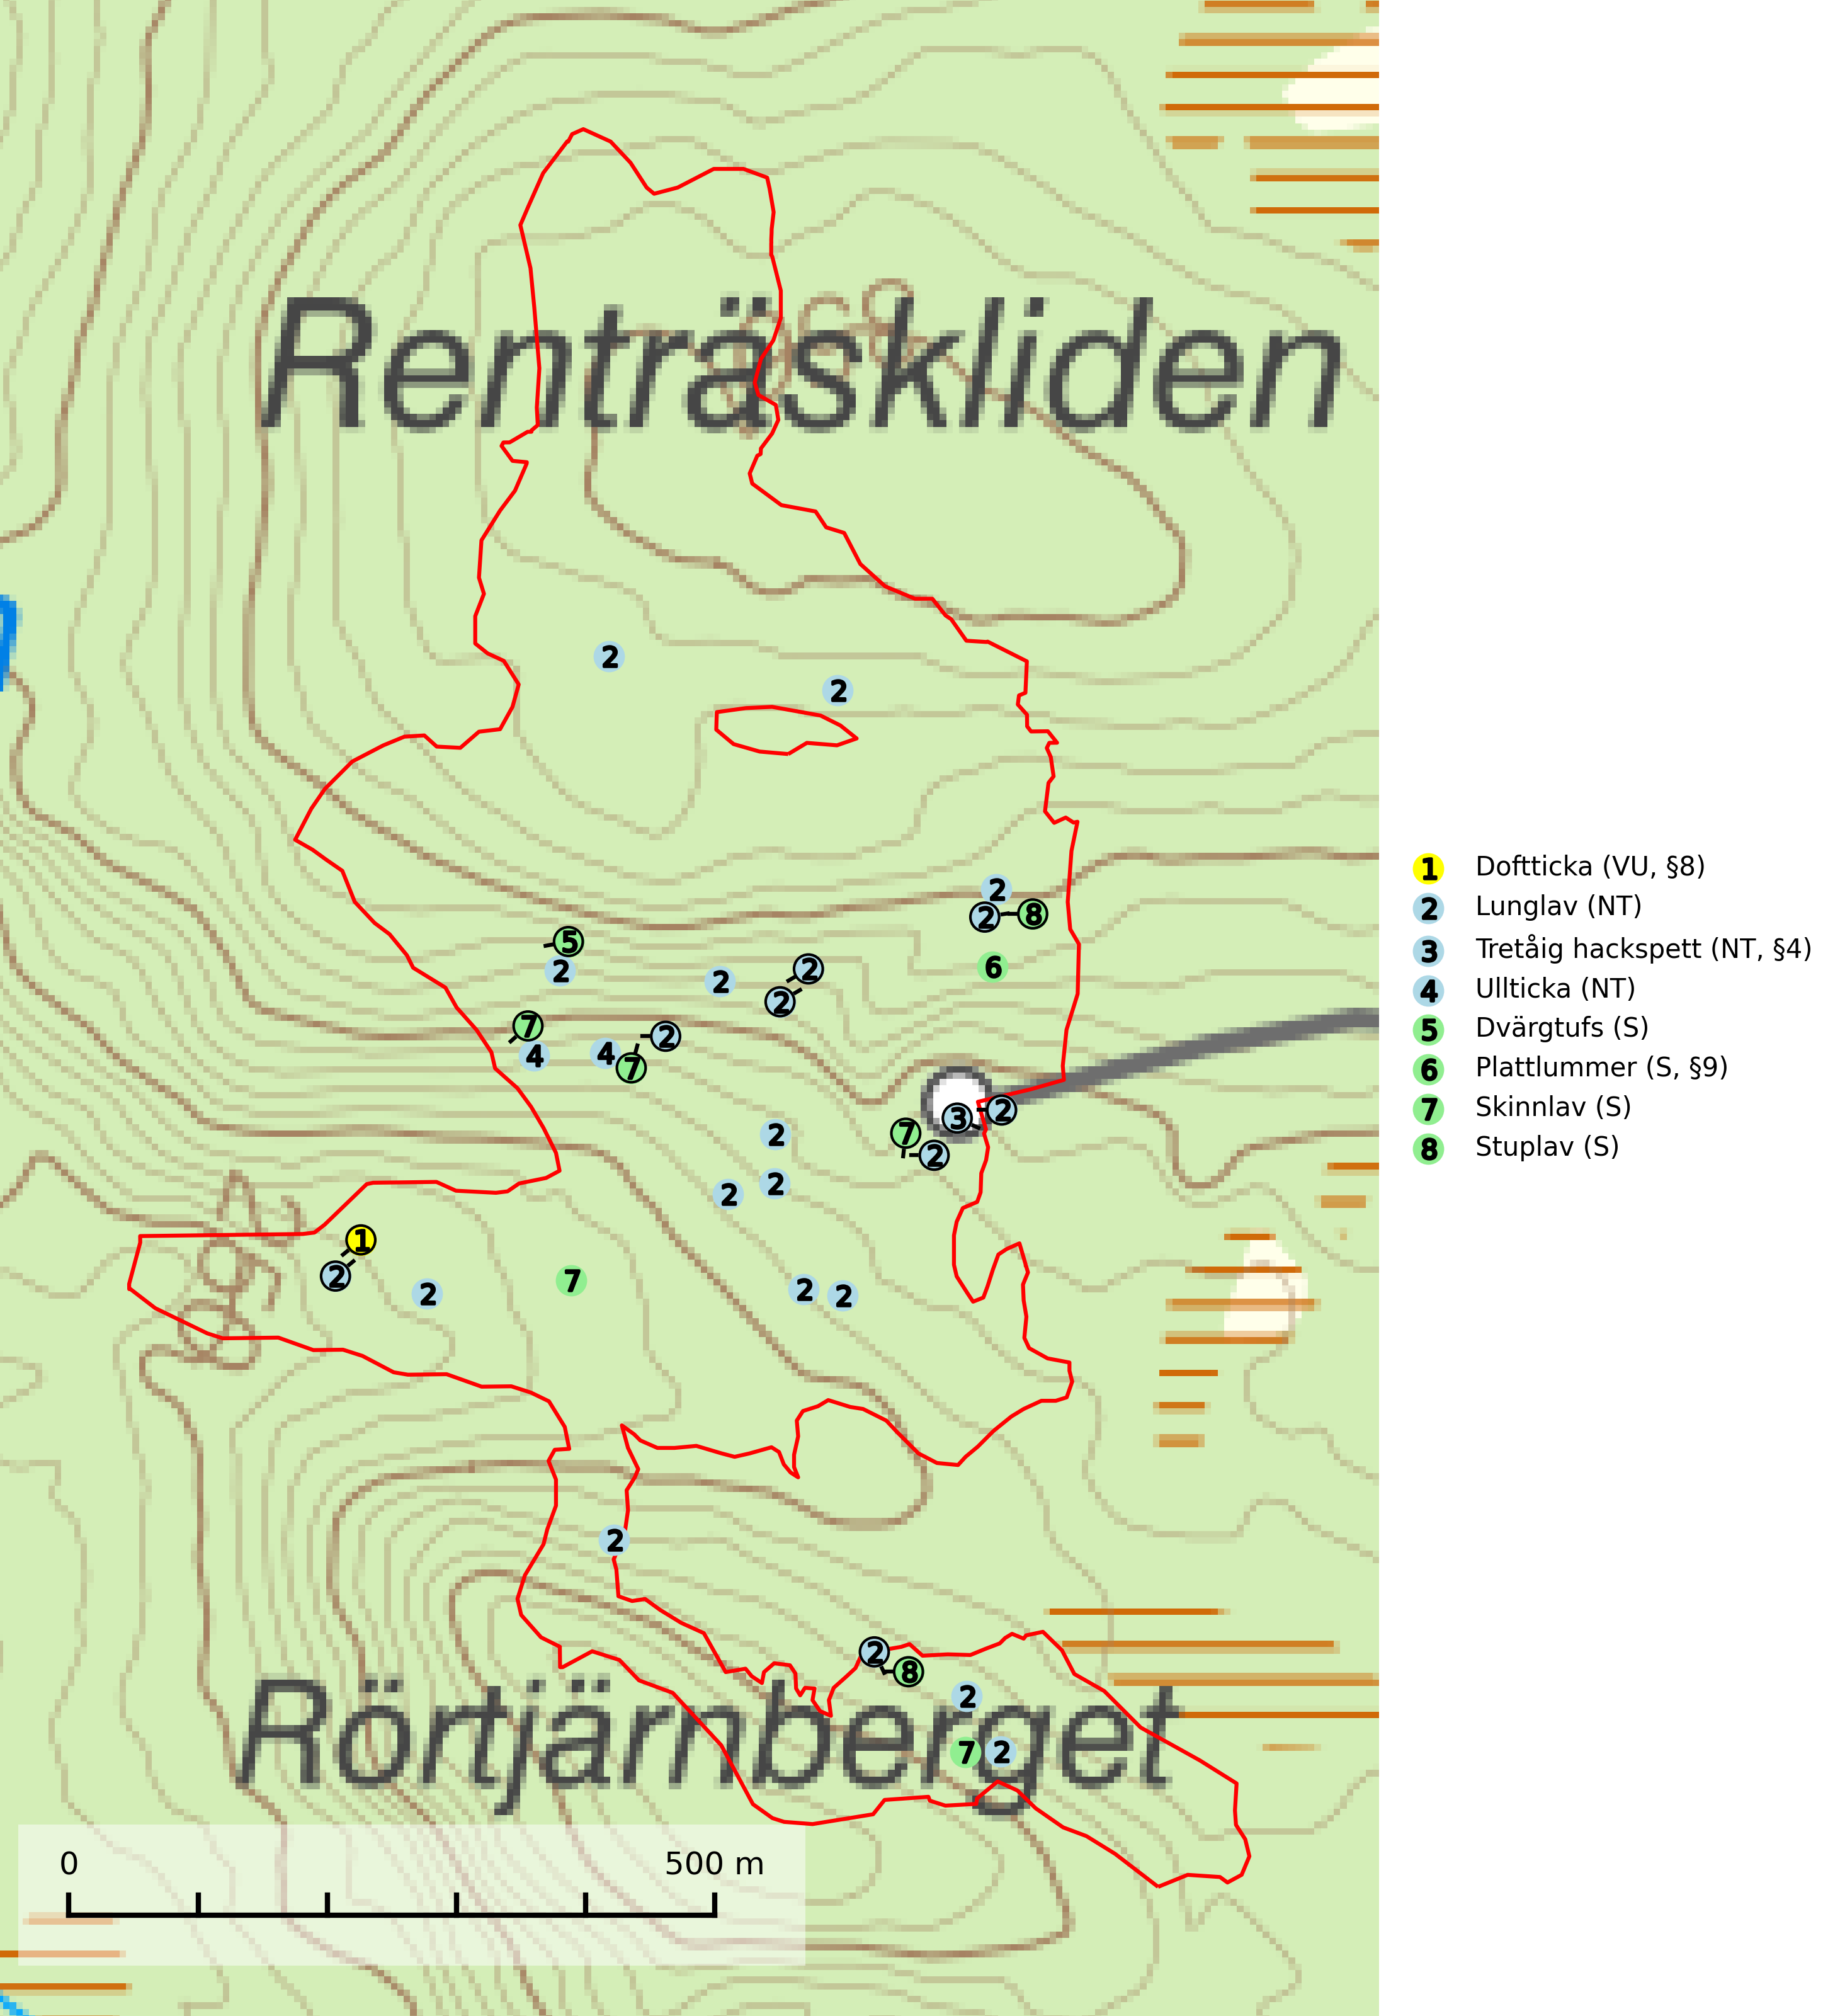 Renträskliden
2
2
2
2 8
5
2 2 6
2
2
7
2
4 4
7
3 2
2 7
2
2
2
1
2 7
2 2 2
2
2
8
2
7 2
Rörtjärnberget
0 500 m
1 Doftticka (VU, §8)
2 Lunglav (NT)
3 Tretåig hackspett (NT, §4)
4 Ullticka (NT)
5 Dvärgtufs (S)
6 Plattlummer (S, §9)
7 Skinnlav (S)
8 Stuplav (S)